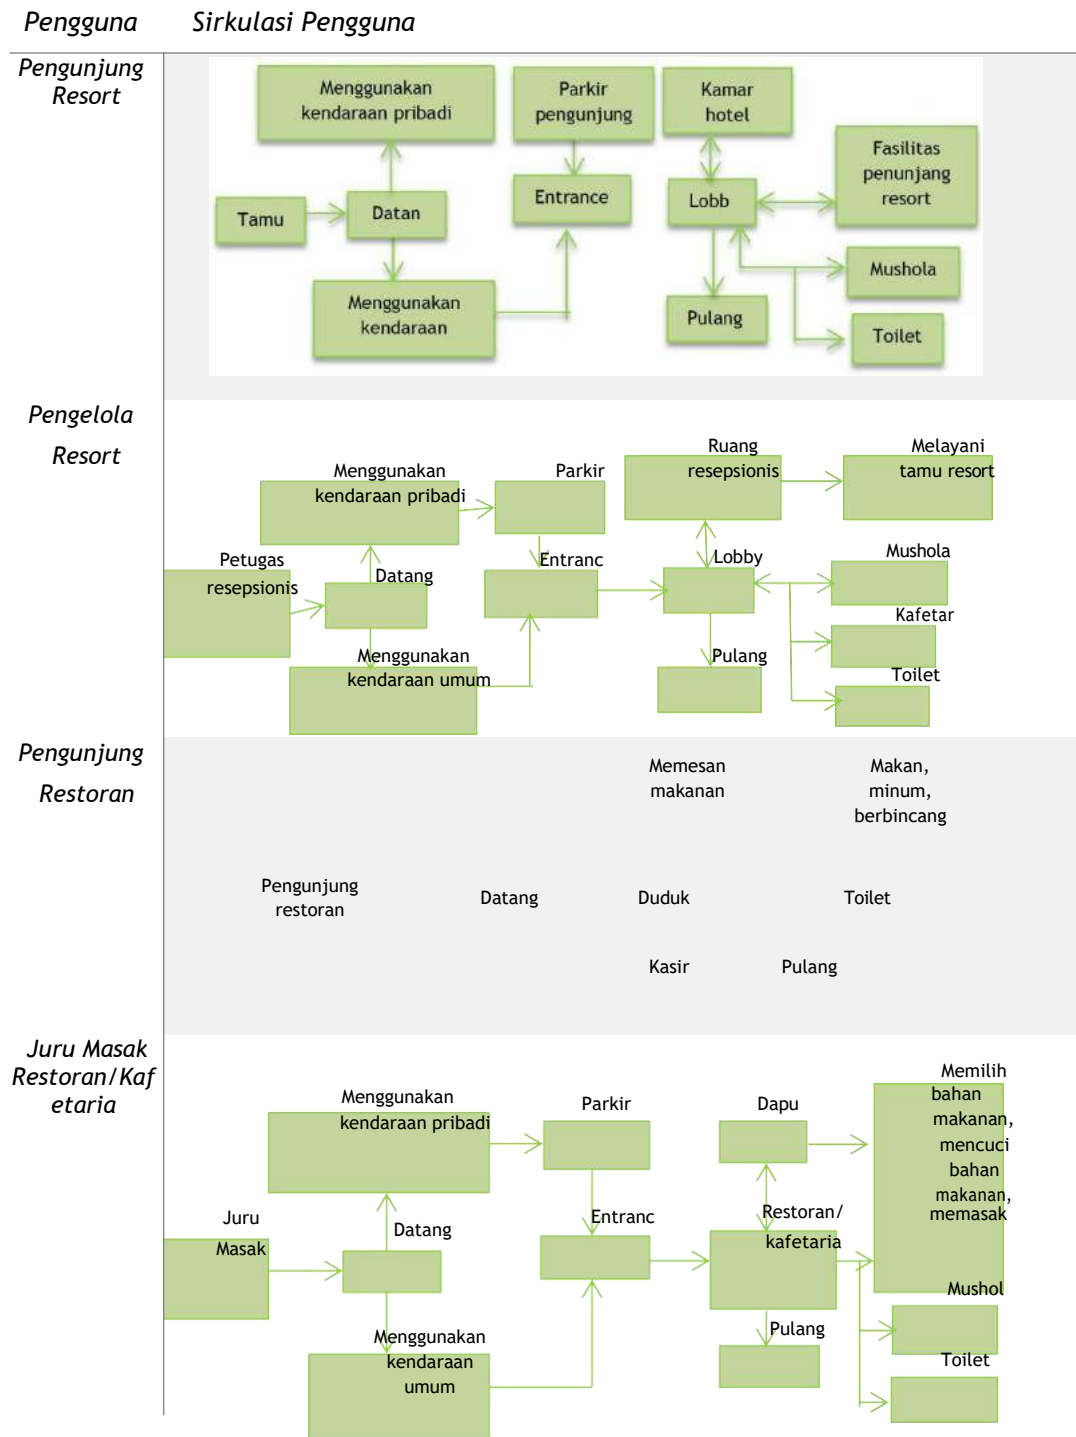 Pengguna
Sirkulasi Pengguna
Pengunjung
Resort
Menggunakan
kendaraan pribadi
Parkir
pengunjung
Kamar
hotel
Fasilitas
penunjang
resort
Tamu
Datan
Entrance
Lobb
Mushola
Menggunakan
kendaraan
Pulang
Toilet
Pengelola
Resort
Menggunakan
kendaraan pribadi
Parkir
Ruang
resepsionis
Melayani
tamu resort
Petugas
resepsionis
Datang
Entranc
Lobby
Mushola
Kafetar
Menggunakan
kendaraan umum
Pulang
Toilet
Pengunjung
Restoran
Memesan
makanan
Makan,
minum,
berbincang
Pengunjung
restoran
Datang
Duduk
Toilet
Kasir
Pulang
Juru Masak
Restoran/Kaf
etaria
Menggunakan
kendaraan pribadi
Parkir
Dapu
Memilih
bahan
makanan,
mencuci
bahan
makanan,
memasak
Juru
Masak
Datang
Entranc
Restoran/
kafetaria
Mushol
Menggunakan
kendaraan
umum
Pulang
Toilet